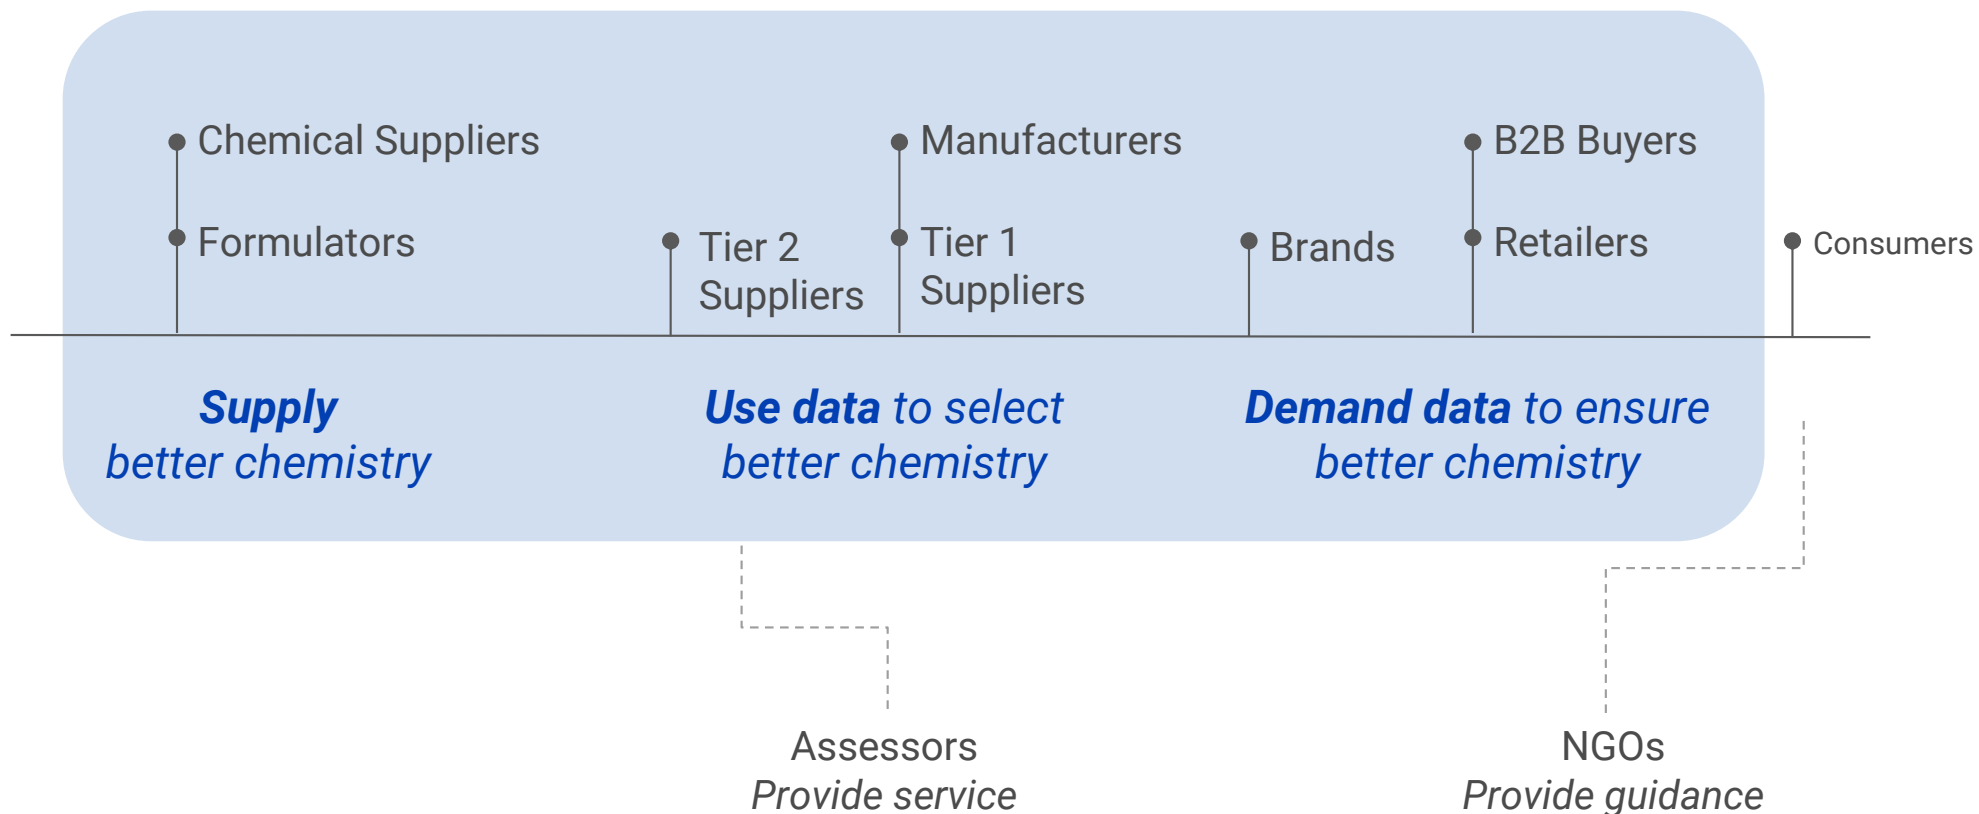 Chemical Suppliers
Formulators
Tier 2
Suppliers
Manufacturers
Tier 1
Suppliers
Brands
B2B Buyers
Retailers
Consumers
Supply
better chemistry
Use data to select
better chemistry
Demand data to ensure
better chemistry
Assessors
Provide service
NGOs
Provide guidance